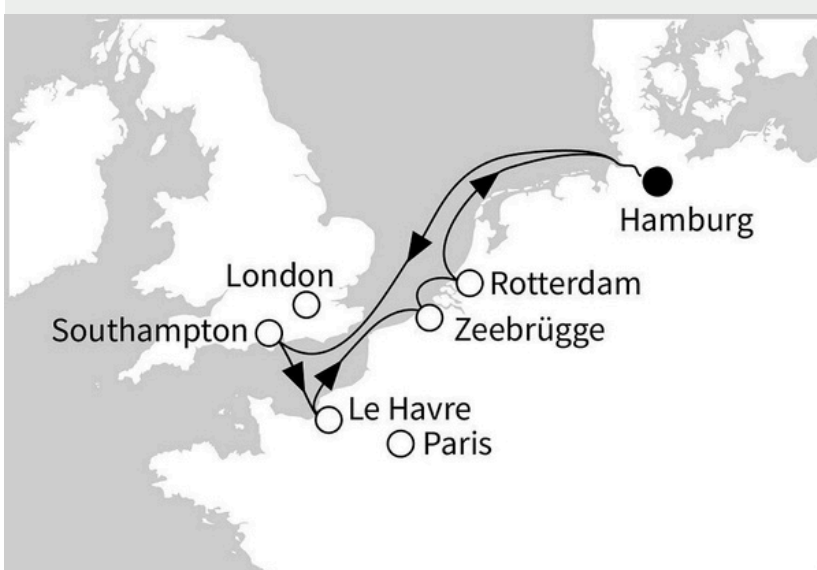 Hamburg
London
Rotterdam
Southampton
Zeebrügge
Le Havre
Paris